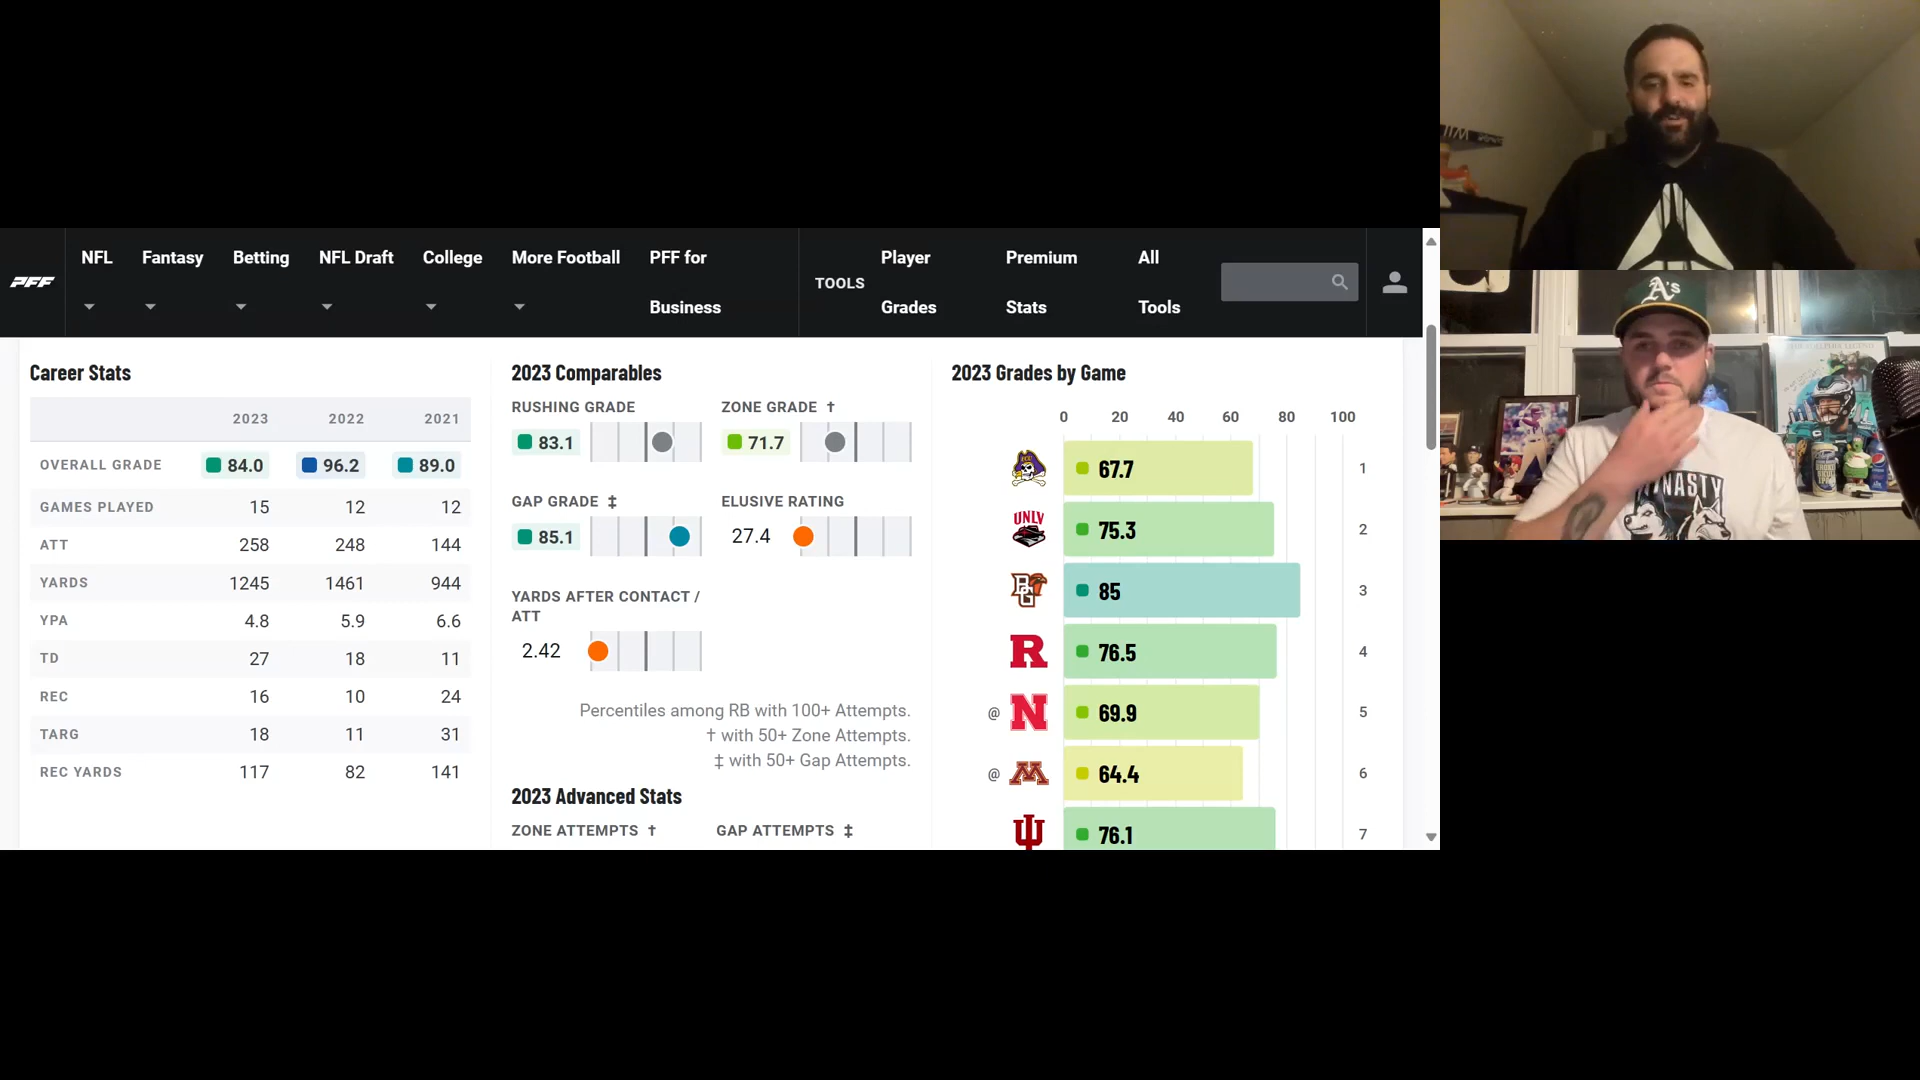 PFF
NFL
Fantasy
Betting
NFL Draft
College
More Football
PFF for
Business
TOOLS
Player
Grades
Premium
Stats
All
Tools
Career Stats
2023 2022 2021
OVERALL GRADE 84.0 96.2 89.0
GAMES PLAYED 15 12 12
ATT 258 248 144
YARDS 1245 1461 944
YPA 4.8 5.9 6.6
TD 27 18 11
REC 16 10 24
TARG 18 11 31
REC YARDS 117 82 141
2023 Comparables
RUSHING GRADE
83.1
ZONE GRADE †
71.7
GAP GRADE ‡
85.1
ELUSIVE RATING
27.4
YARDS AFTER CONTACT /
ATT
2.42
Percentiles among RB with 100+ Attempts.
† with 50+ Zone Attempts.
‡ with 50+ Gap Attempts.
2023 Advanced Stats
ZONE ATTEMPTS †
GAP ATTEMPTS ‡
2023 Grades by Game
0 20 40 60 80 100
ECU 67.7 1
UNLV 75.3 2
BG 85 3
R 76.5 4
@ N 69.9 5
@ M 64.4 6
IU 76.1 7
A's
DYNASTY